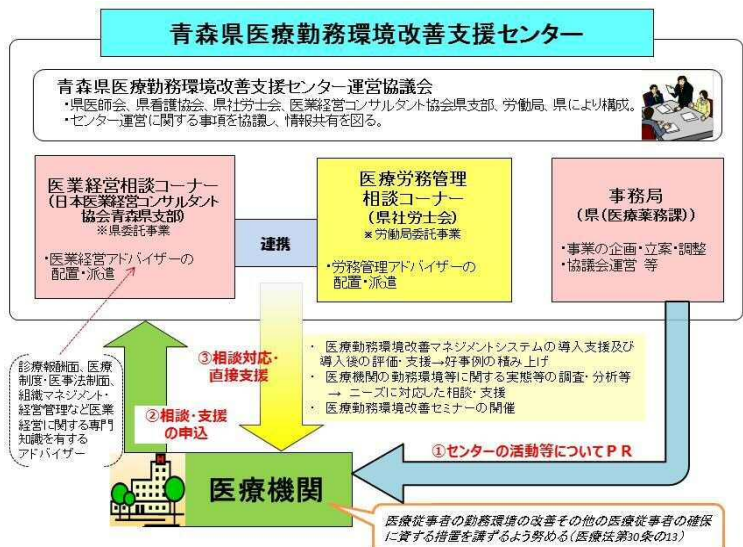 青森県医療勤務環境改善支援センター
青森県医療勤務環境改善支援センター運営協議会
・県医師会、県看護協会、県社労士会、医業経営コンサルタント協会県支部、労働局、県により構成。
・センター運営に関する事項を協議し、情報共有を図る。
医業経営相談コーナー
(日本医業経営コンサルタント
協会青森県支部)
※県委託事業
・医業経営アドバイザーの
配置・派遣
連携
医療労務管理
相談コーナー
(県社労士会)
※労働局委託事業
・労務管理アドバイザーの
配置・派遣
事務局
(県(医療薬務課))
・事業の企画・立案・調整
・協議会運営 等
診療報酬面、医療
制度・医事法制面、
組織マネジメント・
経営管理など医業
経営に関する専門
知識を有する
アドバイザー
②相談・支援
の申込
③相談対応・
直接支援
・ 医療勤務環境改善マネジメントシステムの導入支援及び
導入後の評価・支援→好事例の積み上げ
・ 医療機関の勤務環境等に関する実態等の調査・分析等
→ ニーズに対応した相談・支援
・ 医療勤務環境改善セミナーの開催
①センターの活動等についてPR
H
医療機関
医療従事者の勤務環境の改善その他の医療従事者の確保
に資する措置を講ずるよう努める(医療法第30条の13)